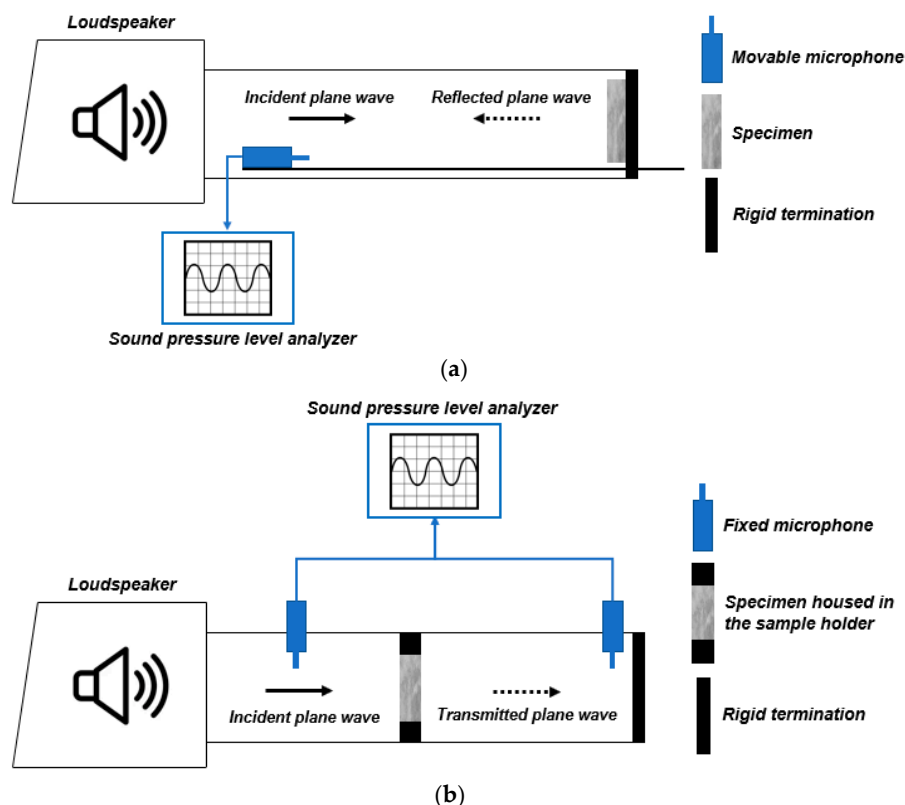 Loudspeaker
Incident plane wave
Reflected plane wave
Movable microphone
Specimen
Rigid termination
Sound pressure level analyzer
(a)
Sound pressure level analyzer
Loudspeaker
Incident plane wave
Transmitted plane wave
Fixed microphone
Specimen housed in
the sample holder
Rigid termination
(b)